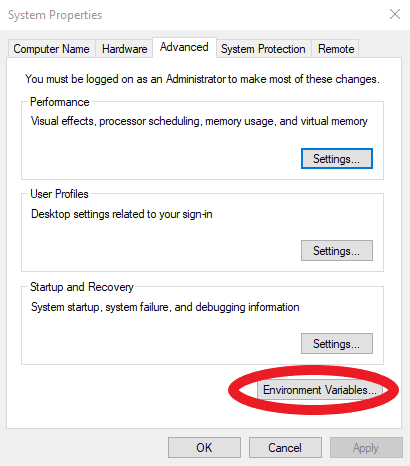 System Properties
Computer Name Hardware Advanced System Protection Remote
You must be logged on as an Administrator to make most of these changes.
Performance
Visual effects, processor scheduling, memory usage, and virtual memory
Settings...
User Profiles
Desktop settings related to your sign-in
Settings...
Startup and Recovery
System startup, system failure, and debugging information
Settings...
Environment Variables...
OK Cancel Apply